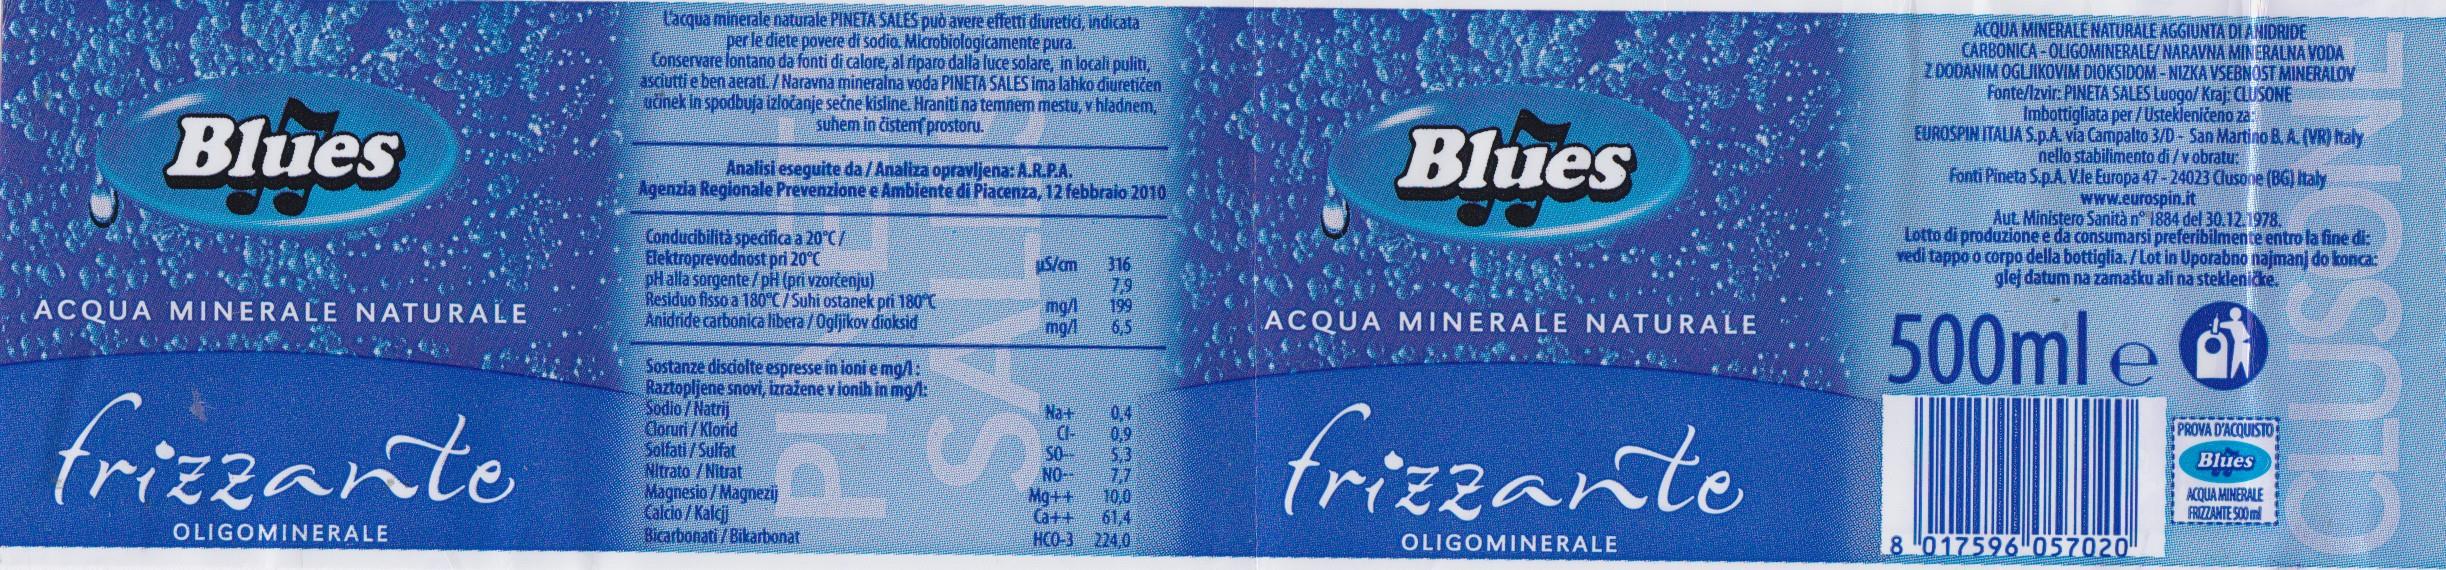 Blues
ACQUA MINERALE NATURALE
frizzante
OLIGOMINERALE
PINETA
SALES
L'acqua minerale naturale PINETA SALES può avere effetti diuretici, indicata
per le diete povere di sodio. Microbiologicamente pura.
Conservare lontano da fonti di calore, al riparo dalla luce solare, in locali puliti,
asciutti e ben aerati. / Naravna mineralna voda PINETA SALES ima lahko diuretičen
učinek in spodbuja izločanje sečne kisline. Hraniti na temnem mestu, v hladnem,
suhem in čistem prostoru.
Analisi eseguite da / Analiza opravljena: A.R.P.A.
Agenzia Regionale Prevenzione e Ambiente di Piacenza, 12 febbraio 2010
Conducibilità specifica a 20°C /
Elektroprevodnost pri 20°C µS/cm 316
pH alla sorgente / pH (pri vzorčenju) 7,9
Residuo fisso a 180°C / Suhi ostanek pri 180°C mg/l 199
Anidride carbonica libera / Ogljikov dioksid mg/l 6,5
Sostanze disciolte espresse in ioni e mg/l :
Raztopljene snovi, izražene v ionih in mg/l:
Sodio / Natrij Na+ 0,4
Cloruri / Klorid Cl- 0,9
Solfati / Sulfat SO-- 5,3
Nitrato / Nitrat NO-- 7,7
Magnesio / Magnezij Mg++ 10,0
Calcio / Kalcij Ca++ 61,4
Bicarbonati / Bikarbonat HCO-3 224,0
Blues
ACQUA MINERALE NATURALE
frizzante
OLIGOMINERALE
ACQUA MINERALE NATURALE AGGIUNTA DI ANIDRIDE
CARBONICA - OLIGOMINERALE/ NARAVNA MINERALNA VODA
Z DODANIM OGLJIKOVIM DIOKSIDOM - NIZKA VSEBNOST MINERALOV
Fonte/Izvir: PINETA SALES Luogo/ Kraj: CLUSONE
Imbottigliata per / Ustekleničeno za:
EUROSPIN ITALIA S.p.A. via Campalto 3/D - San Martino B. A. (VR) Italy
nello stabilimento di / v obratu:
Fonti Pineta S.p.A. V.le Europa 47 - 24023 Clusone (BG) Italy
www.eurospin.it
Aut. Ministero Sanità n° 1884 del 30.12.1978.
Lotto di produzione e da consumarsi preferibilmente entro la fine di:
vedi tappo o corpo della bottiglia. / Lot in Uporabno najmanj do konca:
glej datum na zamašku ali na stekleničke.
500ml e
8 017596 057020
PROVA D'ACQUISTO
Blues
ACQUA MINERALE
FRIZZANTE 500 ml
CLUSONE